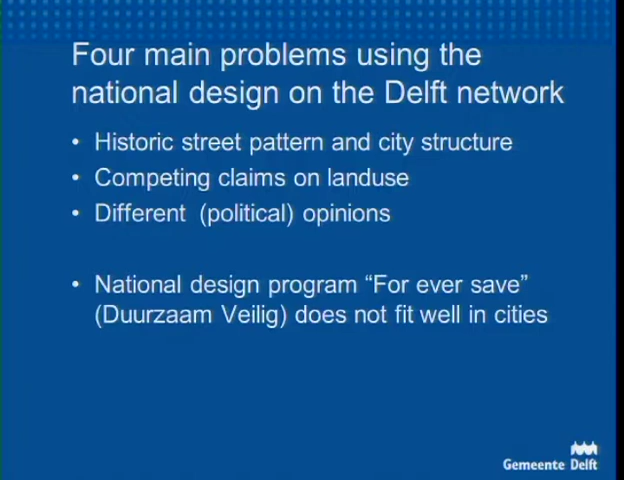 Four main problems using the
national design on the Delft network
• Historic street pattern and city structure
• Competing claims on landuse
• Different (political) opinions
• National design program “For ever save”
(Duurzaam Veilig) does not fit well in cities
Gemeente Delft